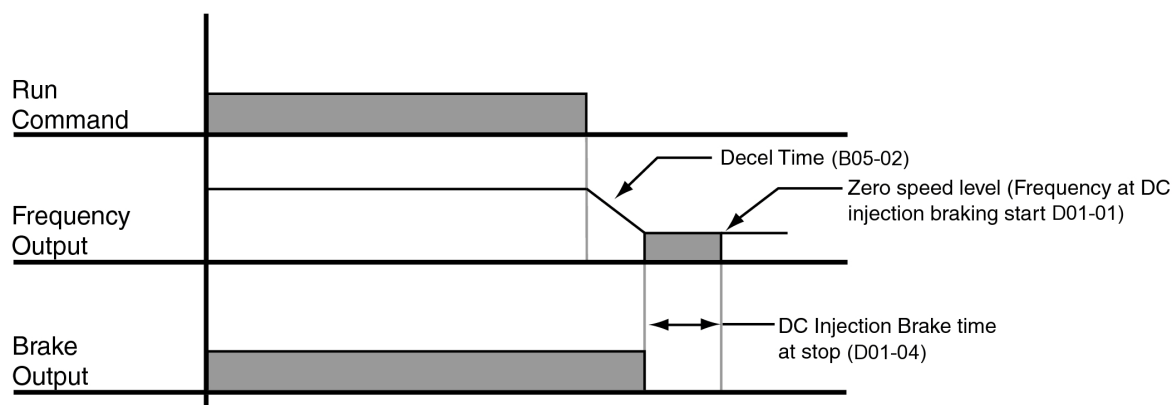 Run
Command
Decel Time (B05-02)
Zero speed level (Frequency at DC
injection braking start D01-01)
Frequency
Output
DC Injection Brake time
at stop (D01-04)
Brake
Output